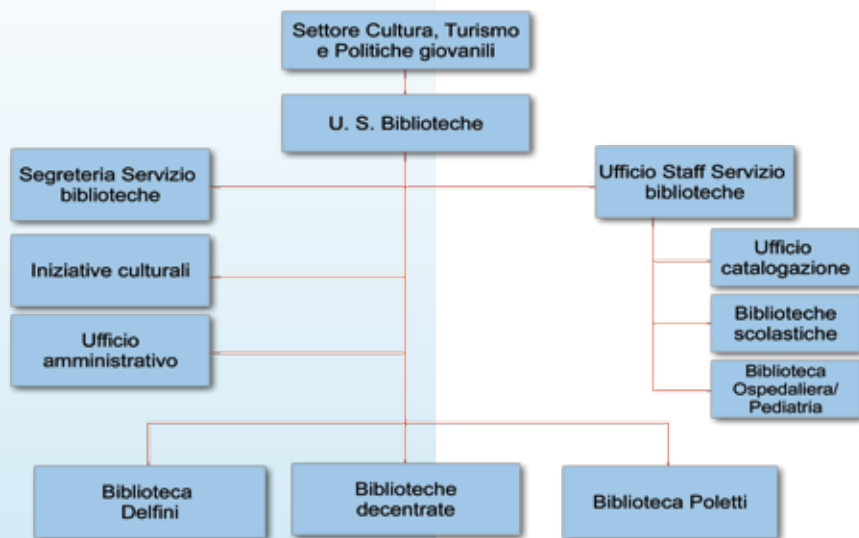 Settore Cultura, Turismo
e Politiche giovanili
U. S. Biblioteche
Segreteria Servizio
biblioteche
Ufficio Staff Servizio
biblioteche
Iniziative culturali
Ufficio
catalogazione
Ufficio
amministrativo
Biblioteche
scolastiche
Biblioteca
Ospedaliera/
Pediatria
Biblioteca
Delfini
Biblioteche
decentrate
Biblioteca Poletti